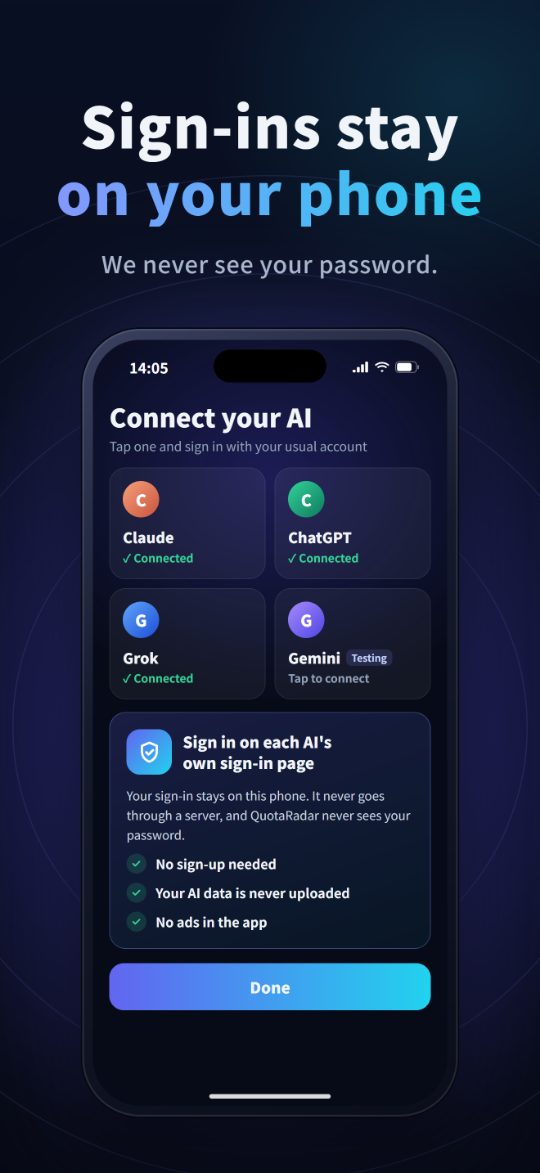 Sign-ins stay
on your phone
We never see your password.
14:05
Connect your AI
Tap one and sign in with your usual account
C
Claude
✓ Connected
C
ChatGPT
✓ Connected
G
Grok
✓ Connected
G
Gemini Testing
Tap to connect
Sign in on each AI's
own sign-in page
Your sign-in stays on this phone. It never goes
through a server, and QuotaRadar never sees your
password.
No sign-up needed
Your AI data is never uploaded
No ads in the app
Done